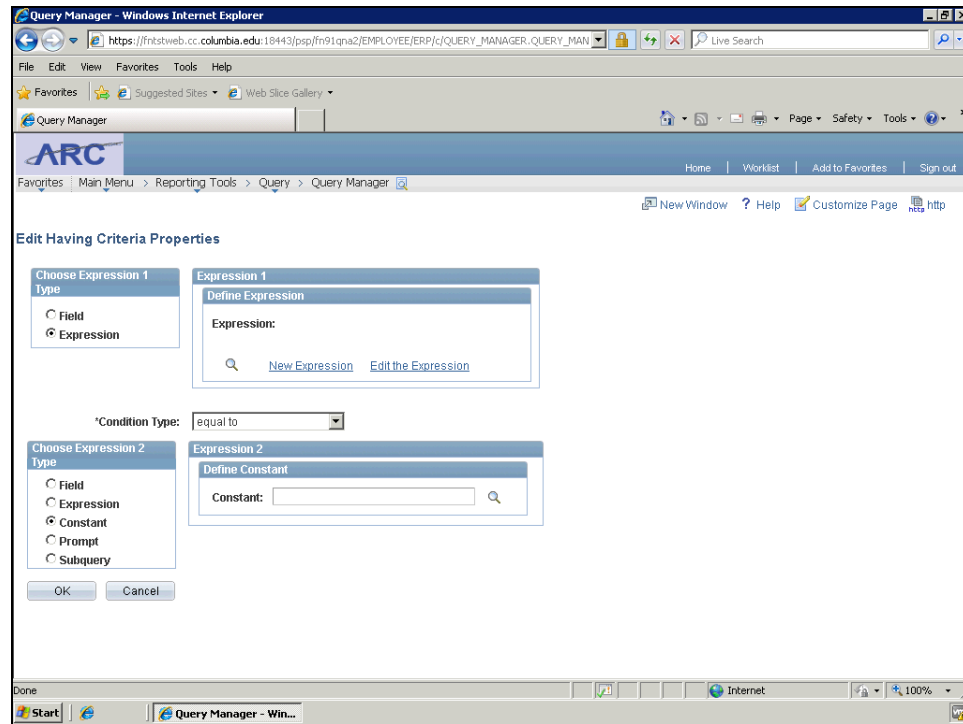 Query Manager - Windows Internet Explorer
https://fntstweb.cc.columbia.edu:18443/psp/fn91qna2/EMPLOYEE/ERP/c/QUERY_MANAGER.QUERY_MAN
Live Search
File Edit View Favorites Tools Help
Favorites Suggested Sites Web Slice Gallery
Query Manager
Page Safety Tools
ARC
Home | Worklist | Add to Favorites | Sign out
Favorites Main Menu > Reporting Tools > Query > Query Manager
New Window ? Help Customize Page http
Edit Having Criteria Properties
Choose Expression 1 Type
Field
Expression
Expression 1
Define Expression
Expression:
New Expression Edit the Expression
*Condition Type: equal to
Choose Expression 2 Type
Field
Expression
Constant
Prompt
Subquery
Expression 2
Define Constant
Constant:
OK Cancel
Done
Internet
100%
Start
Query Manager - Win...